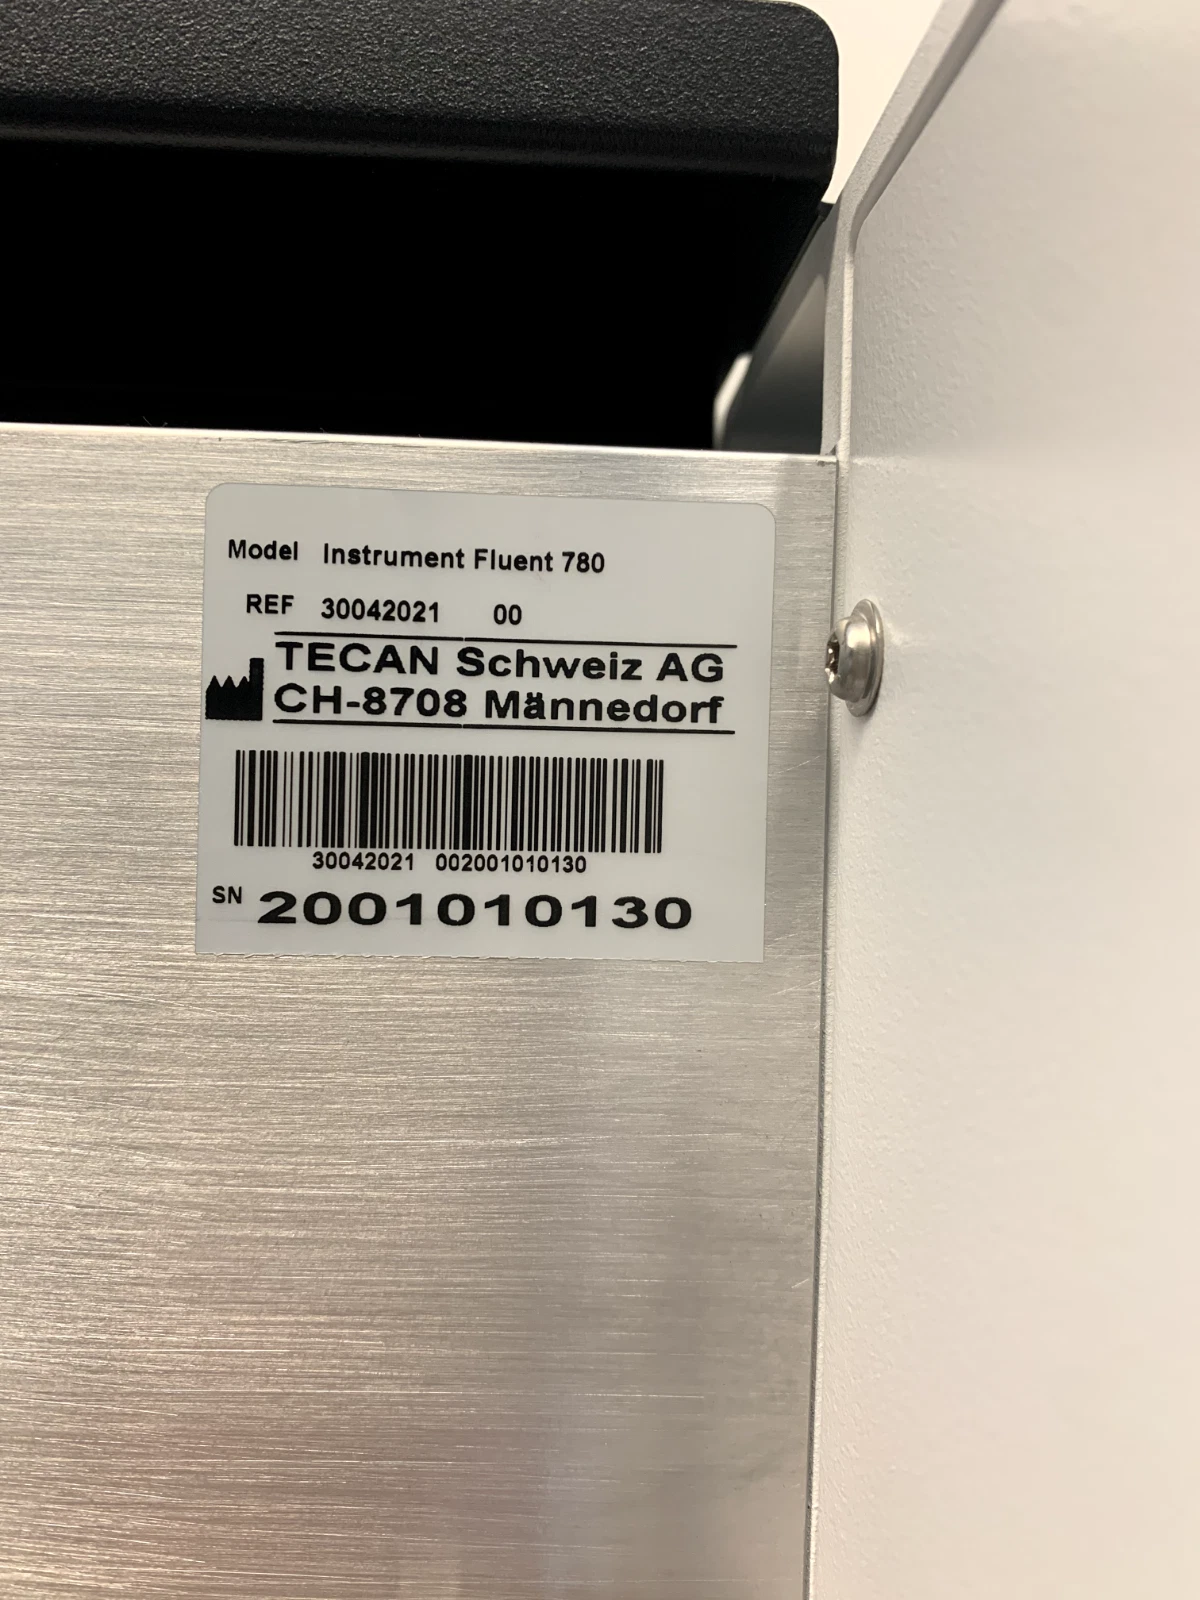 Model Instrument Fluent 780
REF 30042021 00
TECAN Schweiz AG
CH-8708 Männedorf
30042021 002001010130
SN 2001010130